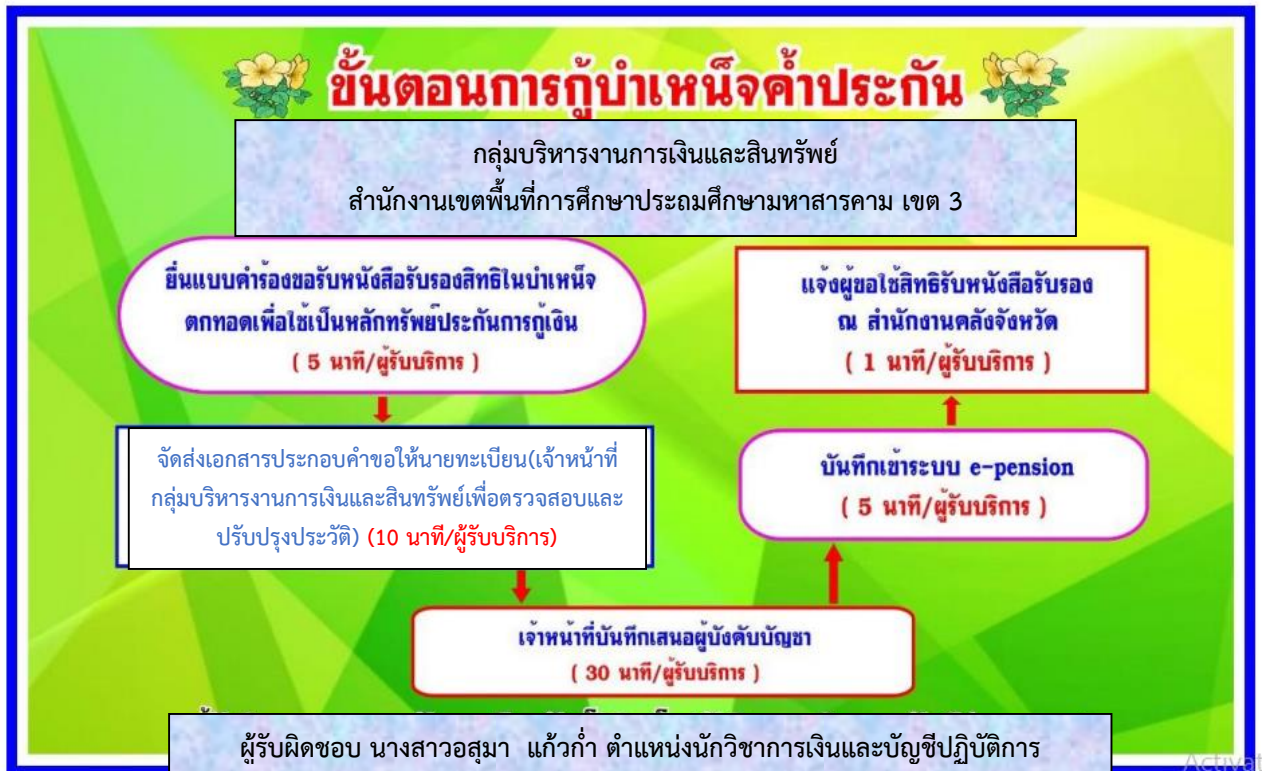 ขั้นตอนการกู้บำเหน็จค้ำประกัน
กลุ่มบริหารงานการเงินและสินทรัพย์
สำนักงานเขตพื้นที่การศึกษาประถมศึกษามหาสารคาม เขต 3
ยื่นแบบคำร้องขอรับหนังสือรับรองสิทธิในบำเหน็จ
ตกทอดเพื่อใช้เป็นหลักทรัพย์ประกันการกู้เงิน
( 5 นาที/ผู้รับบริการ )
จัดส่งเอกสารประกอบคำขอให้นายทะเบียน(เจ้าหน้าที่
กลุ่มบริหารงานการเงินและสินทรัพย์เพื่อตรวจสอบและ
ปรับปรุงประวัติ) (10 นาที/ผู้รับบริการ)
เจ้าหน้าที่บันทึกเสนอผู้บังคับบัญชา
( 30 นาที/ผู้รับบริการ )
บันทึกเข้าระบบ e-pension
( 5 นาที/ผู้รับบริการ )
แจ้งผู้ขอใช้สิทธิรับหนังสือรับรอง
ณ สำนักงานคลังจังหวัด
( 1 นาที/ผู้รับบริการ )
ผู้รับผิดชอบ นางสาวอสุมา แก้วก่ำ ตำแหน่งนักวิชาการเงินและบัญชีปฏิบัติการ